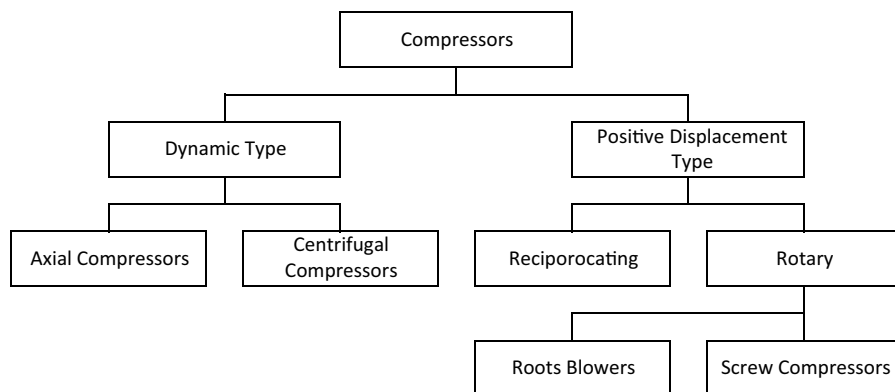 Compressors
Dynamic Type
Positive Displacement
Type
Axial Compressors
Centrifugal
Compressors
Reciporocating
Rotary
Roots Blowers
Screw Compressors